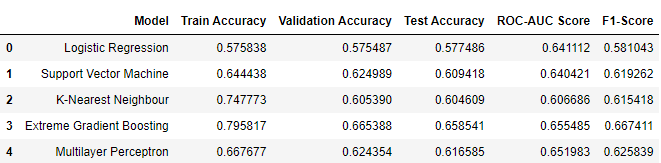 Model Train Accuracy Validation Accuracy Test Accuracy ROC-AUC Score F1-Score
0 Logistic Regression 0.575838 0.575487 0.577486 0.641112 0.581043
1 Support Vector Machine 0.644438 0.624989 0.609418 0.640421 0.619262
2 K-Nearest Neighbour 0.747773 0.605390 0.604609 0.606686 0.615418
3 Extreme Gradient Boosting 0.795817 0.665388 0.658541 0.655485 0.667411
4 Multilayer Perceptron 0.667677 0.624354 0.616585 0.651983 0.625839